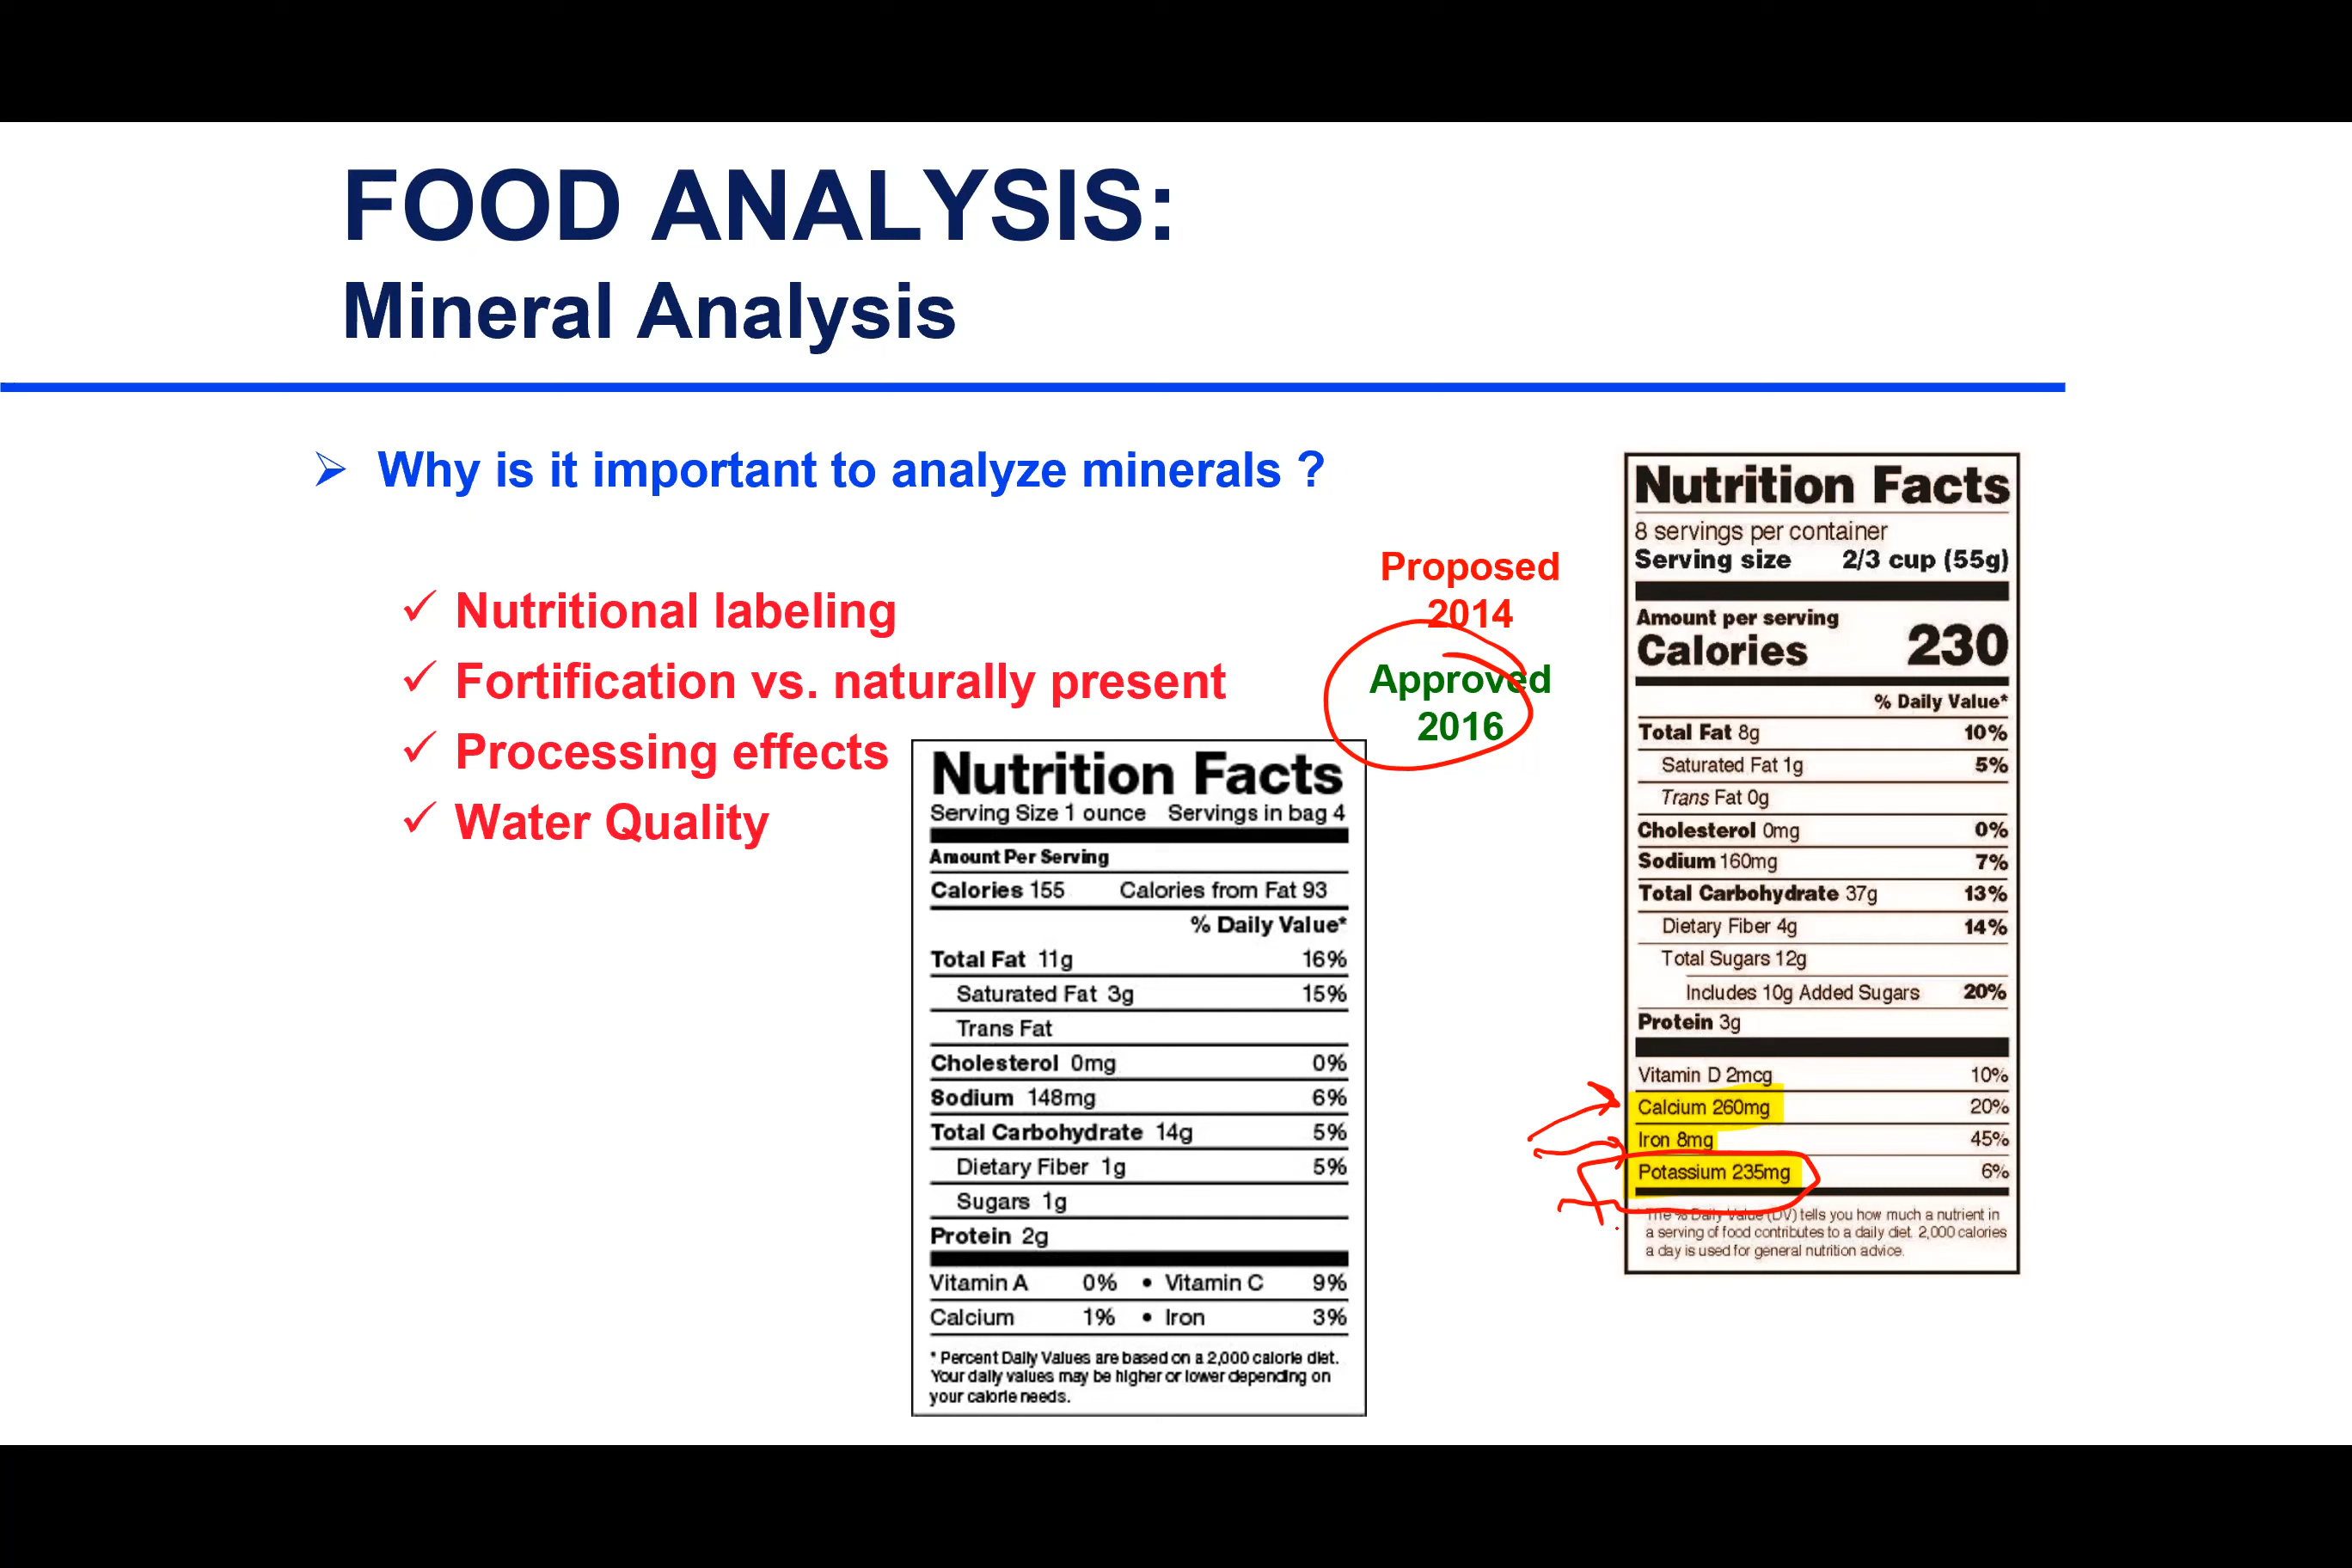 FOOD ANALYSIS:
Mineral Analysis
Why is it important to analyze minerals ?
Nutritional labeling
Fortification vs. naturally present
Processing effects
Water Quality
Proposed
2014
Approved
2016
Nutrition Facts
Serving Size 1 ounce Servings in bag 4
Amount Per Serving
Calories 155 Calories from Fat 93
% Daily Value*
Total Fat 11g 16%
Saturated Fat 3g 15%
Trans Fat
Cholesterol 0mg 0%
Sodium 148mg 6%
Total Carbohydrate 14g 5%
Dietary Fiber 1g 5%
Sugars 1g
Protein 2g
Vitamin A 0% • Vitamin C 9%
Calcium 1% • Iron 3%
* Percent Daily Values are based on a 2,000 calorie diet.
Your daily values may be higher or lower depending on
your calorie needs.
Nutrition Facts
8 servings per container
Serving size 2/3 cup (55g)
Amount per serving
Calories 230
% Daily Value*
Total Fat 8g 10%
Saturated Fat 1g 5%
Trans Fat 0g
Cholesterol 0mg 0%
Sodium 160mg 7%
Total Carbohydrate 37g 13%
Dietary Fiber 4g 14%
Total Sugars 12g
Includes 10g Added Sugars 20%
Protein 3g
Vitamin D 2mcg 10%
Calcium 260mg 20%
Iron 8mg 45%
Potassium 235mg 6%
The % Daily Value (DV) tells you how much a nutrient in
a serving of food contributes to a daily diet. 2,000 calories
a day is used for general nutrition advice.